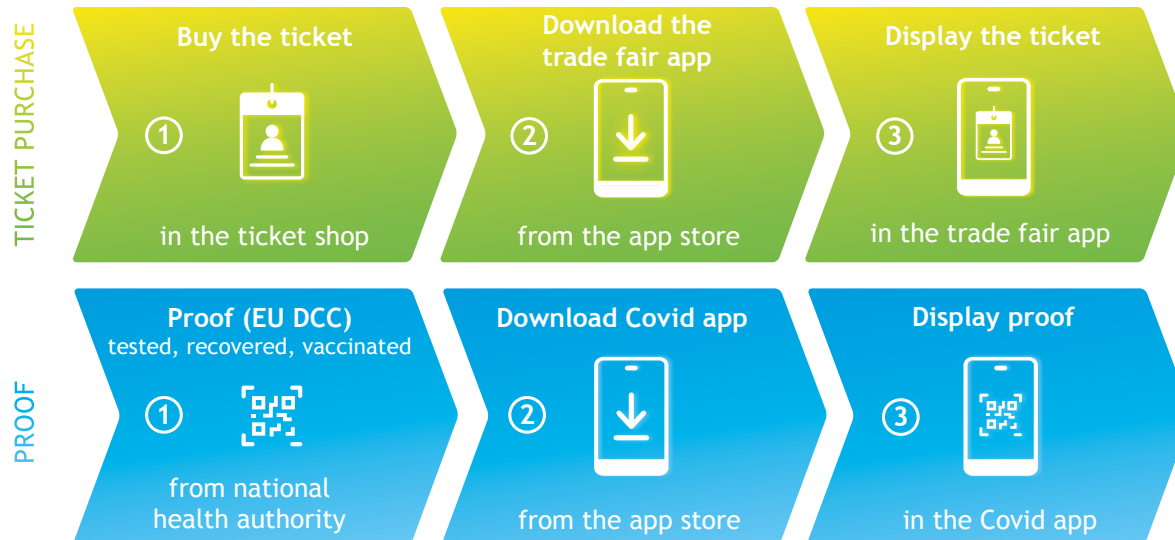 TICKET PURCHASE
Buy the ticket
1
in the ticket shop
Download the
trade fair app
2
from the app store
Display the ticket
3
in the trade fair app
PROOF
Proof (EU DCC)
tested, recovered, vaccinated
1
from national
health authority
Download Covid app
2
from the app store
Display proof
3
in the Covid app